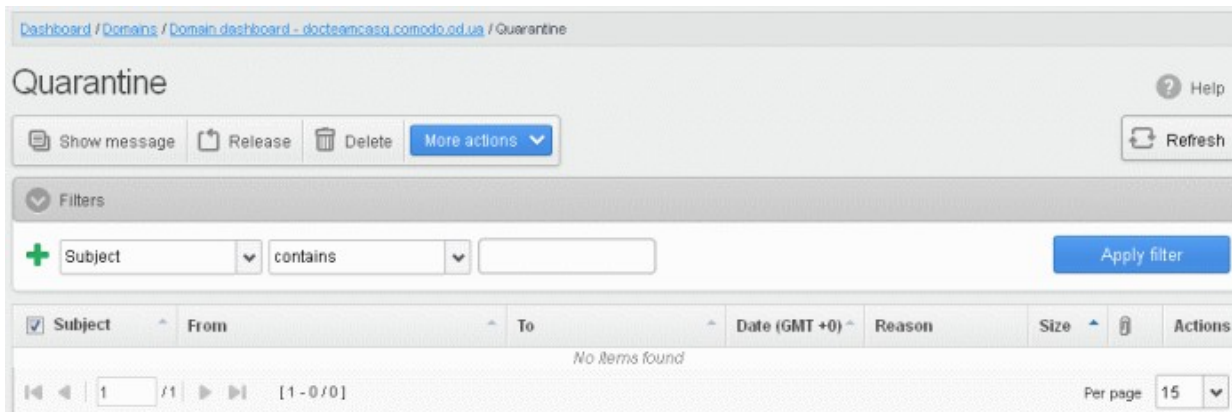 Dashboard / Domains / Domain dashboard - docteamcasg.comodo.od.ua / Quarantine
Quarantine
Help
Show message Release Delete More actions Refresh
Filters
Subject contains Apply filter
Subject From To Date (GMT +0) Reason Size Actions
No items found
1 /1 [1 - 0 / 0] Per page 15